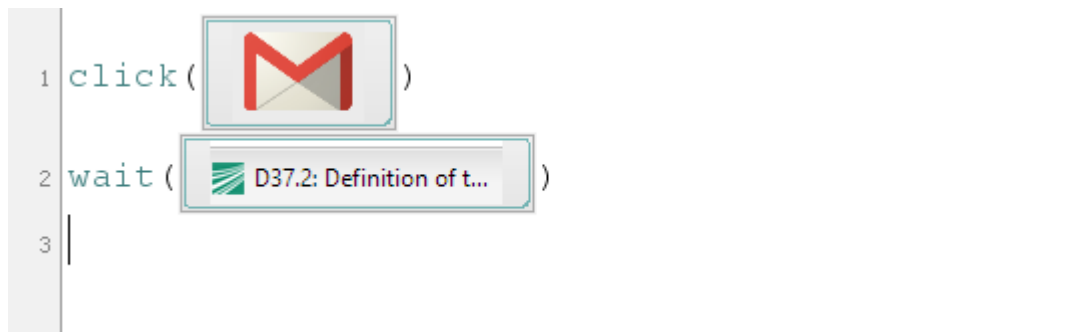 1 click( )
2 wait( D37.2: Definition of t... )
3